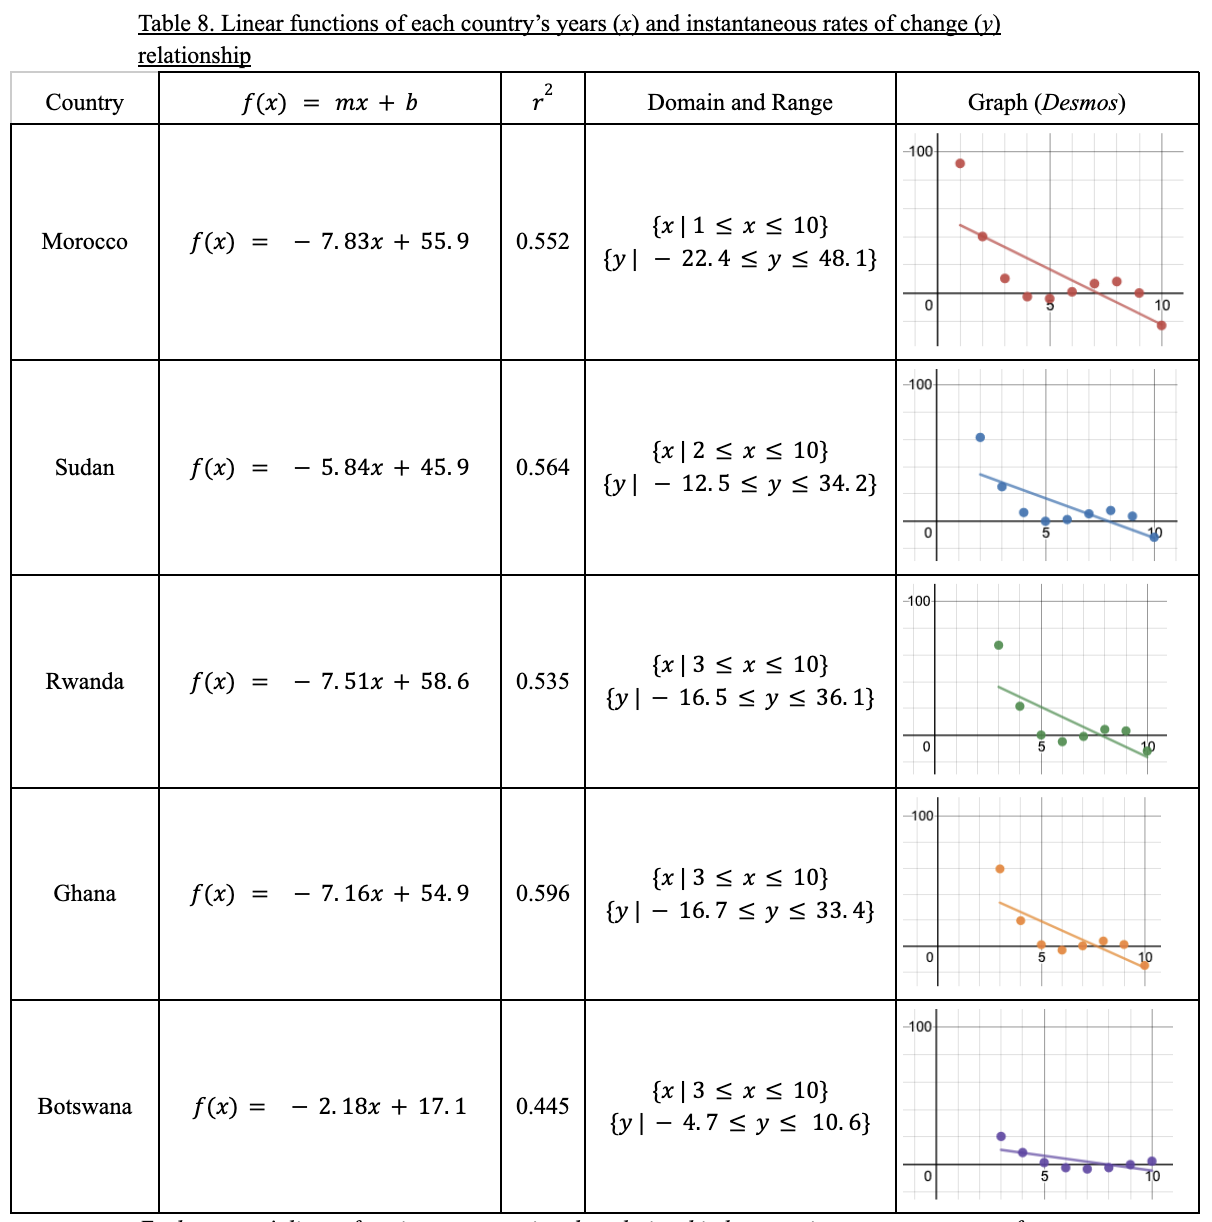 Table 8. Linear functions of each country's years (x) and instantaneous rates of change (y)
relationship
Country f(x) = mx + b r² Domain and Range Graph (Desmos)
Morocco f(x) = − 7.83x + 55.9 0.552 {x | 1 ≤ x ≤ 10}
{y | − 22.4 ≤ y ≤ 48.1}
100
0 5 10
Sudan f(x) = − 5.84x + 45.9 0.564 {x | 2 ≤ x ≤ 10}
{y | − 12.5 ≤ y ≤ 34.2}
100
0 5 10
Rwanda f(x) = − 7.51x + 58.6 0.535 {x | 3 ≤ x ≤ 10}
{y | − 16.5 ≤ y ≤ 36.1}
100
0 5 10
Ghana f(x) = − 7.16x + 54.9 0.596 {x | 3 ≤ x ≤ 10}
{y | − 16.7 ≤ y ≤ 33.4}
100
0 5 10
Botswana f(x) = − 2.18x + 17.1 0.445 {x | 3 ≤ x ≤ 10}
{y | − 4.7 ≤ y ≤ 10.6}
100
0 5 10